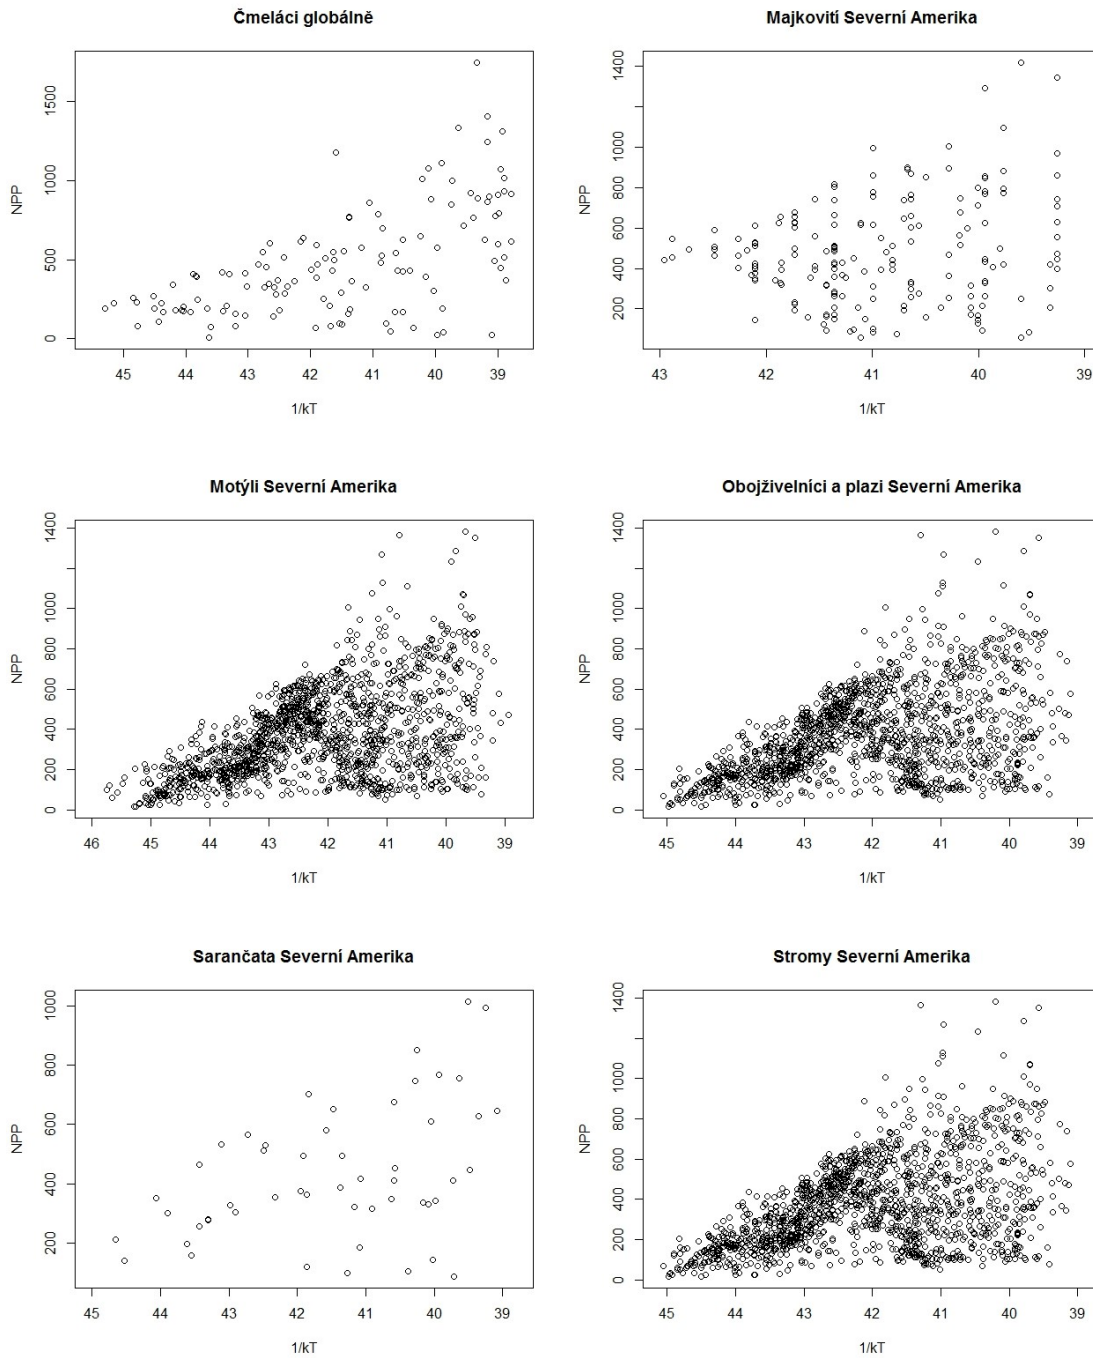 Čmeláci globálně
NPP
0 500 1000 1500
45 44 43 42 41 40 39
1/kT
Majkovití Severní Amerika
NPP
200 400 600 800 1000 1400
43 42 41 40 39
1/kT
Motýli Severní Amerika
NPP
0 200 400 600 800 1000 1400
46 45 44 43 42 41 40 39
1/kT
Obojživelníci a plazi Severní Amerika
NPP
0 200 400 600 800 1000 1400
45 44 43 42 41 40 39
1/kT
Sarančata Severní Amerika
NPP
200 400 600 800 1000
45 44 43 42 41 40 39
1/kT
Stromy Severní Amerika
NPP
0 200 400 600 800 1000 1400
45 44 43 42 41 40 39
1/kT